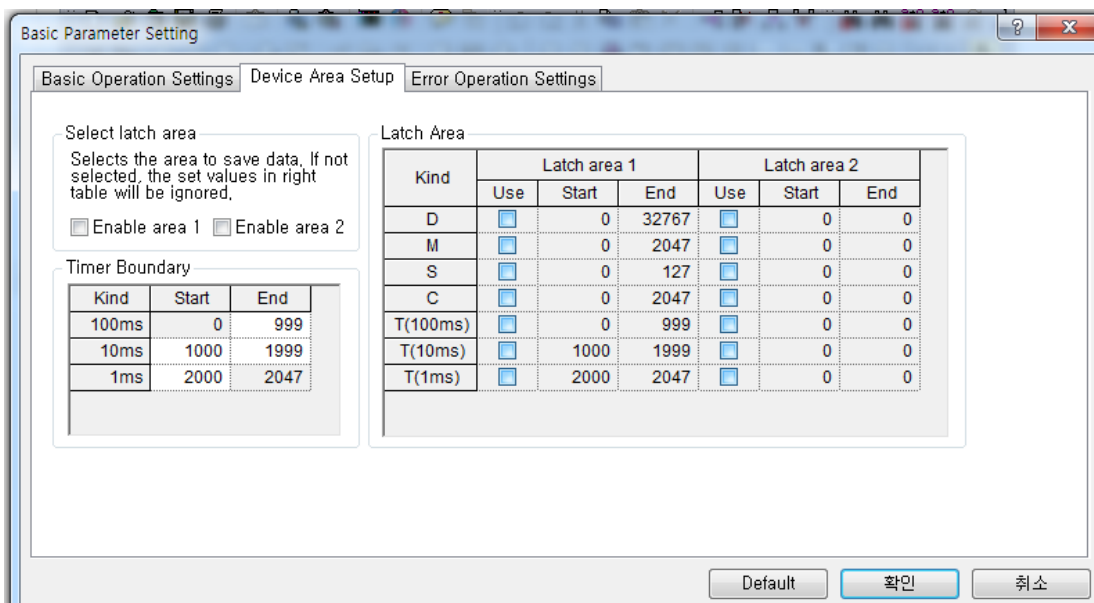 Basic Parameter Setting
Basic Operation Settings Device Area Setup Error Operation Settings
Select latch area
Selects the area to save data, If not
selected, the set values in right
table will be ignored,
Enable area 1 Enable area 2
Timer Boundary
Kind Start End
100ms 0 999
10ms 1000 1999
1ms 2000 2047
Latch Area
Kind Latch area 1 Latch area 2
Use Start End Use Start End
D 0 32767 0 0
M 0 2047 0 0
S 0 127 0 0
C 0 2047 0 0
T(100ms) 0 999 0 0
T(10ms) 1000 1999 0 0
T(1ms) 2000 2047 0 0
Default 확인 취소